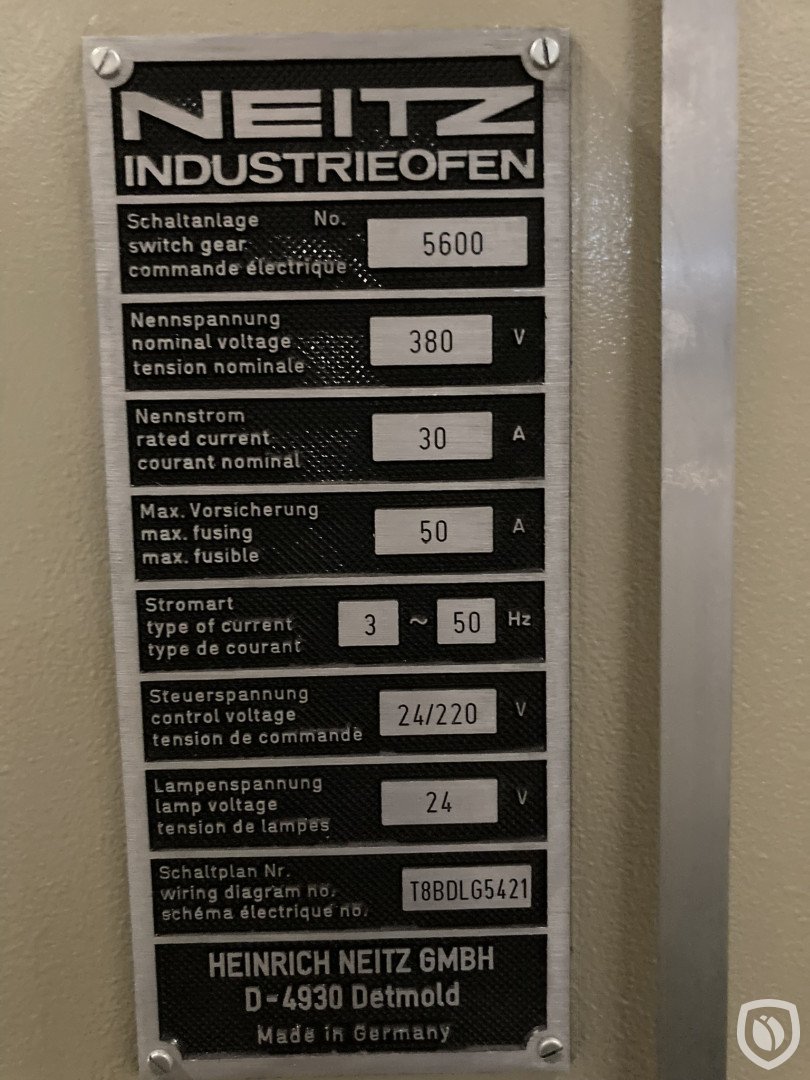 NEITZ
INDUSTRIEOFEN
Schaltanlage No.
switch gear 5600
commande électrique
Nennspannung
nominal voltage 380 V
tension nominale
Nennstrom
rated current 30 A
courant nominal
Max. Vorsicherung
max. fusing 50 A
max. fusible
Stromart
type of current 3 ~ 50 Hz
type de courant
Steuerspannung
control voltage 24/220 V
tension de commande
Lampenspannung
lamp voltage 24 V
tension de lampes
Schaltplan Nr.
wiring diagram no. T8BDLG5421
schéma électrique no.
HEINRICH NEITZ GMBH
D-4930 Detmold
Made in Germany